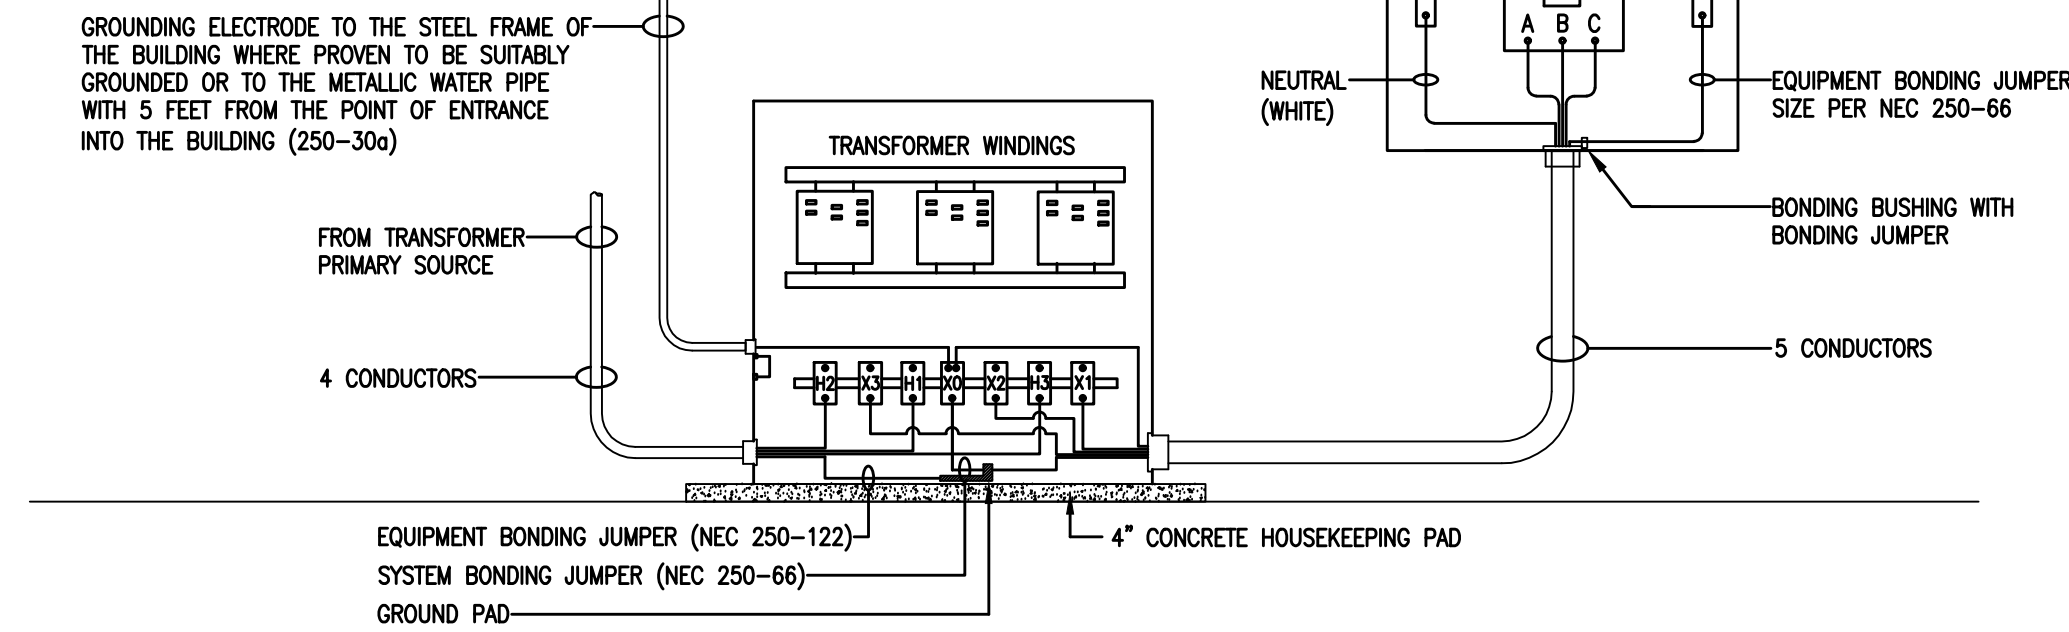 GROUNDING ELECTRODE TO THE STEEL FRAME OF
THE BUILDING WHERE PROVEN TO BE SUITABLY
GROUNDED OR TO THE METALLIC WATER PIPE
WITH 5 FEET FROM THE POINT OF ENTRANCE
INTO THE BUILDING (250-30a)
FROM TRANSFORMER
PRIMARY SOURCE
4 CONDUCTORS
TRANSFORMER WINDINGS
H2 X3 H1 X0 X2 H3 X1
A B C
NEUTRAL
(WHITE)
EQUIPMENT BONDING JUMPER
SIZE PER NEC 250-66
BONDING BUSHING WITH
BONDING JUMPER
5 CONDUCTORS
EQUIPMENT BONDING JUMPER (NEC 250-122)
SYSTEM BONDING JUMPER (NEC 250-66)
GROUND PAD
4" CONCRETE HOUSEKEEPING PAD